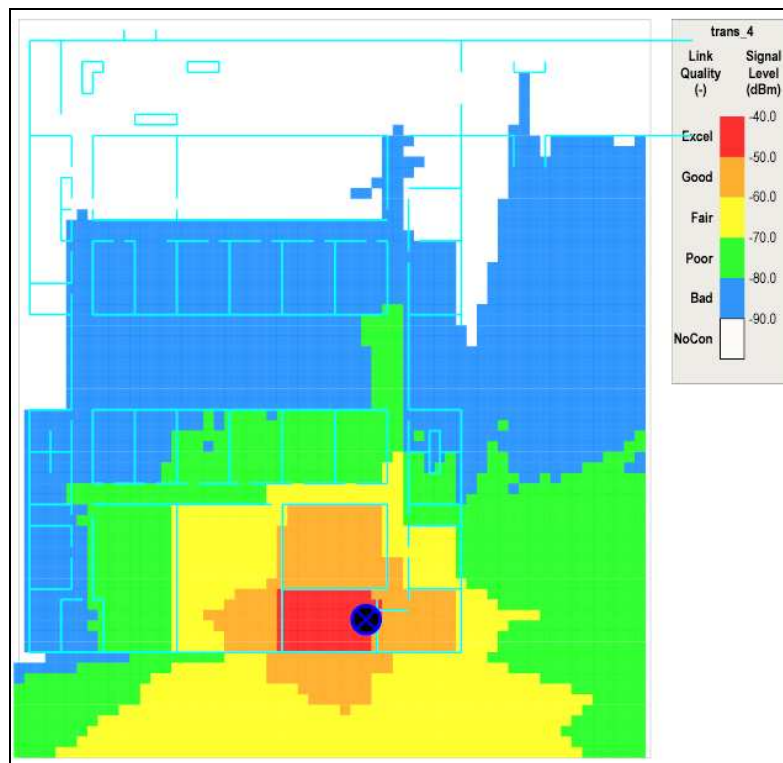 trans_4
Link Signal
Quality Level
(-) (dBm)
-40.0
Excel
-50.0
Good
-60.0
Fair
-70.0
Poor
-80.0
Bad
-90.0
NoCon